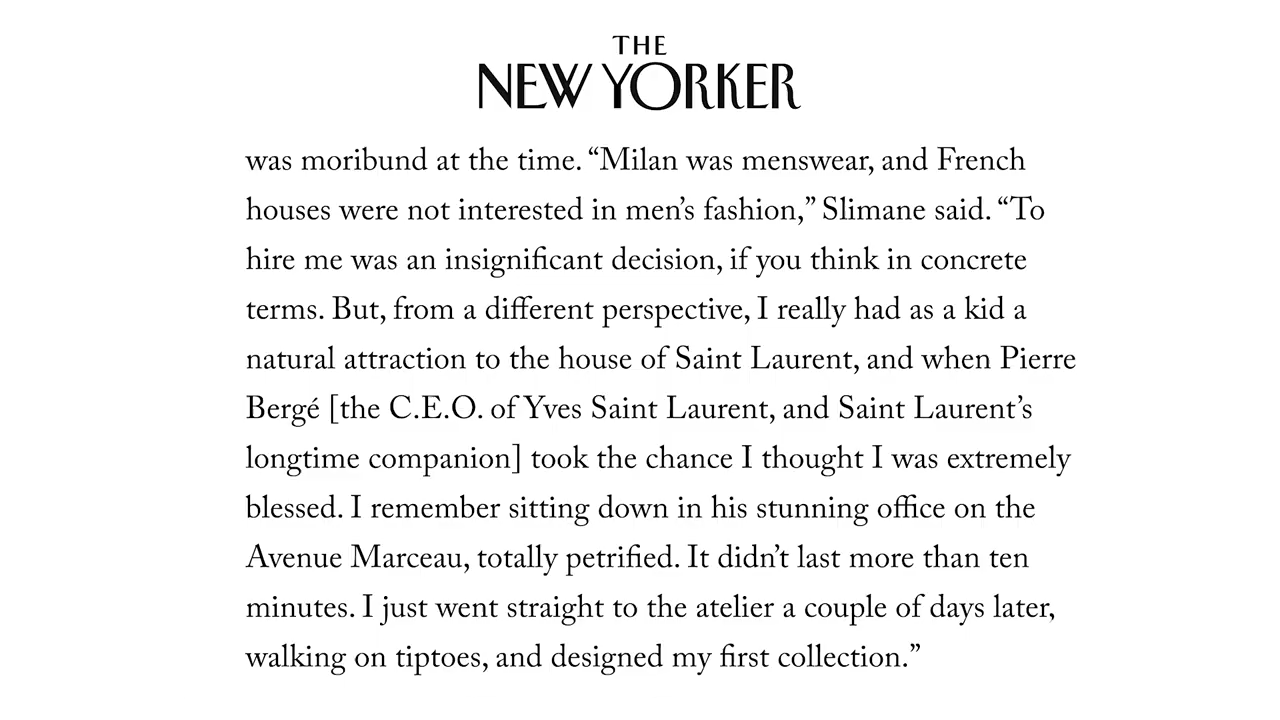 THE
NEW YORKER
was moribund at the time. “Milan was menswear, and French
houses were not interested in men’s fashion,” Slimane said. “To
hire me was an insignificant decision, if you think in concrete
terms. But, from a different perspective, I really had as a kid a
natural attraction to the house of Saint Laurent, and when Pierre
Bergé [the C.E.O. of Yves Saint Laurent, and Saint Laurent’s
longtime companion] took the chance I thought I was extremely
blessed. I remember sitting down in his stunning office on the
Avenue Marceau, totally petrified. It didn’t last more than ten
minutes. I just went straight to the atelier a couple of days later,
walking on tiptoes, and designed my first collection.”